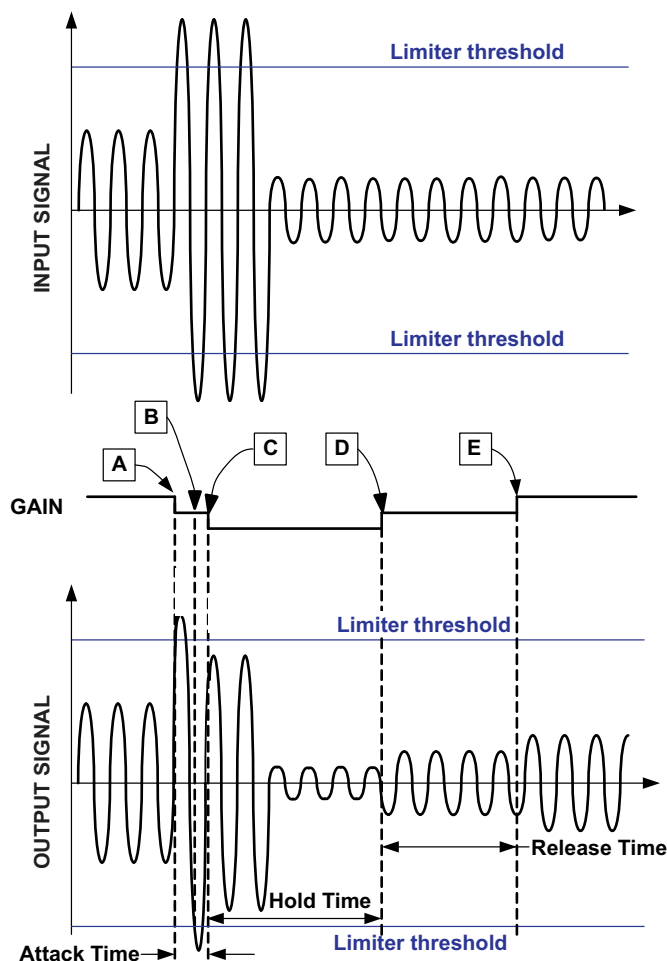 Limiter threshold
INPUT SIGNAL
Limiter threshold
B
A
C
D
E
GAIN
Limiter threshold
OUTPUT SIGNAL
Release Time
Hold Time
Attack Time
Limiter threshold